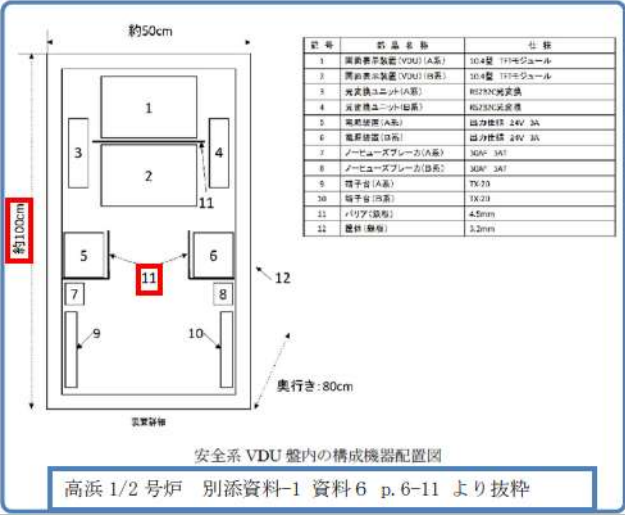 約50cm
約100cm
1
2
3
4
11
5
6
11
7
8
12
9
10
奥行き:80cm
裏面詳細
記号 部品名称 仕様
1 画面表示装置(VDU)(A系) 10.4型 TFTモジュール
2 画面表示装置(VDU)(B系) 10.4型 TFTモジュール
3 光変換ユニット(A系) RS232C光変換
4 光変換ユニット(B系) RS232C光変換
5 電源装置(A系) 出力仕様 24V 3A
6 電源装置(B系) 出力仕様 24V 3A
7 ノーヒューズブレーカ(A系) 30AF 5AT
8 ノーヒューズブレーカ(B系) 30AF 5AT
9 端子台(A系) TX-20
10 端子台(B系) TX-20
11 バリア(鉄板) 4.5mm
12 筐体(鉄板) 3.2mm
安全系 VDU 盤内の構成機器配置図
高浜 1/2 号炉 別添資料-1 資料 6 p.6-11 より抜粋